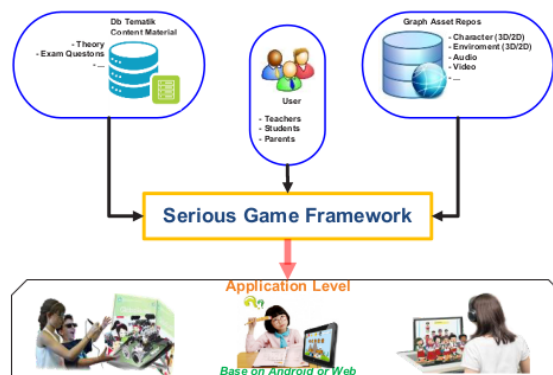 Db Tematik
Content Material
- Theory
- Exam Questons
- ...
User
- Teachers
- Students
- Parents
Graph Asset Repos
- Character (3D/2D)
- Enviroment (3D/2D)
- Audio
- Video
- ...
Serious Game Framework
Application Level
Base on Android or Web